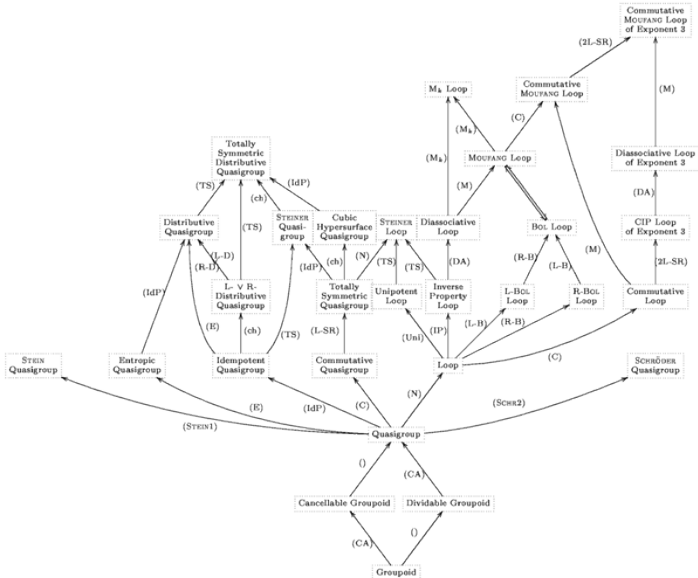 Commutative
MOUFANG Loop
of Exponent 3
(2L-SR)
Mₖ Loop
Commutative
MOUFANG Loop
(M)
(C)
(Mₖ)
Totally
Symmetric
Distributive
Quasigroup
(Mₖ)
MOUFANG Loop
Diassociative Loop
of Exponent 3
(TS)
(ch)
(IdP)
(M)
(DA)
Distributive
Quasigroup
(TS)
STEINER
Quasi-
group
Cubic
Hypersurface
Quasigroup
STEINER
Loop
Diassociative
Loop
BOL Loop
CIP Loop
of Exponent 3
(L-D)
(R-D)
(IdP)
(ch)
(N)
(TS)
(TS)
(DA)
(R-B)
(L-B)
(M)
(2L-SR)
(IdP)
L- ∨ R-
Distributive
Quasigroup
Totally
Symmetric
Quasigroup
Unipotent
Loop
Inverse
Property
Loop
L-BOL
Loop
R-BOL
Loop
Commutative
Loop
(E)
(ch)
(TS)
(L-SR)
(Uni)
(IP)
(L-B)
(R-B)
(C)
STEIN
Quasigroup
Entropic
Quasigroup
Idempotent
Quasigroup
Commutative
Quasigroup
Loop
SCHRÖDER
Quasigroup
(STEIN1)
(E)
(IdP)
(C)
(N)
(SCHR2)
Quasigroup
()
(CA)
Cancellable Groupoid
Dividable Groupoid
(CA)
()
Groupoid